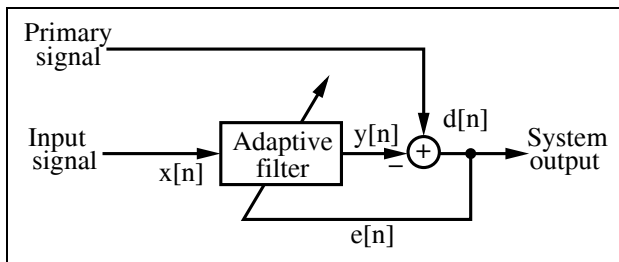 Primary
signal
Input
signal
x[n]
Adaptive
filter
y[n]
−
+
d[n]
System
output
e[n]